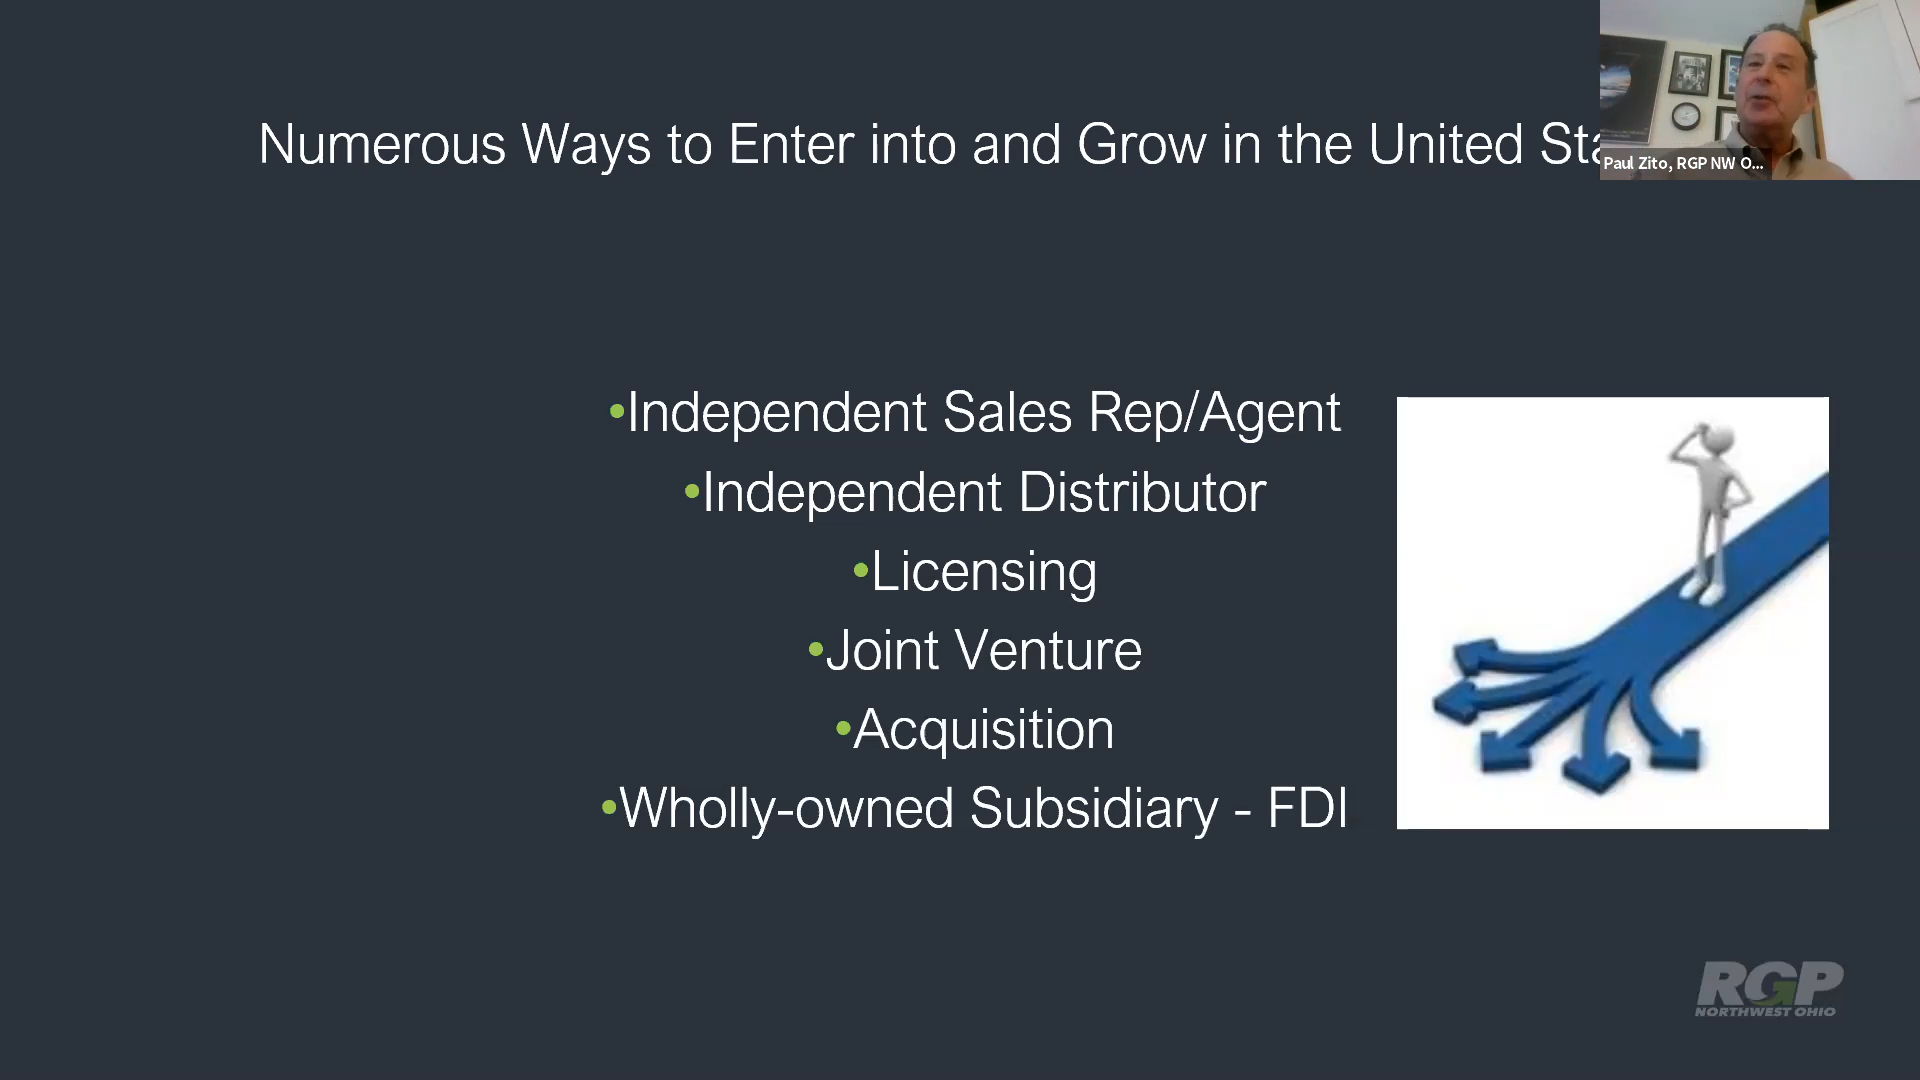 Numerous Ways to Enter into and Grow in the United Sta
Paul Zito, RGP NW O...
•Independent Sales Rep/Agent
•Independent Distributor
•Licensing
•Joint Venture
•Acquisition
•Wholly-owned Subsidiary - FDI
RGP
NORTHWEST OHIO